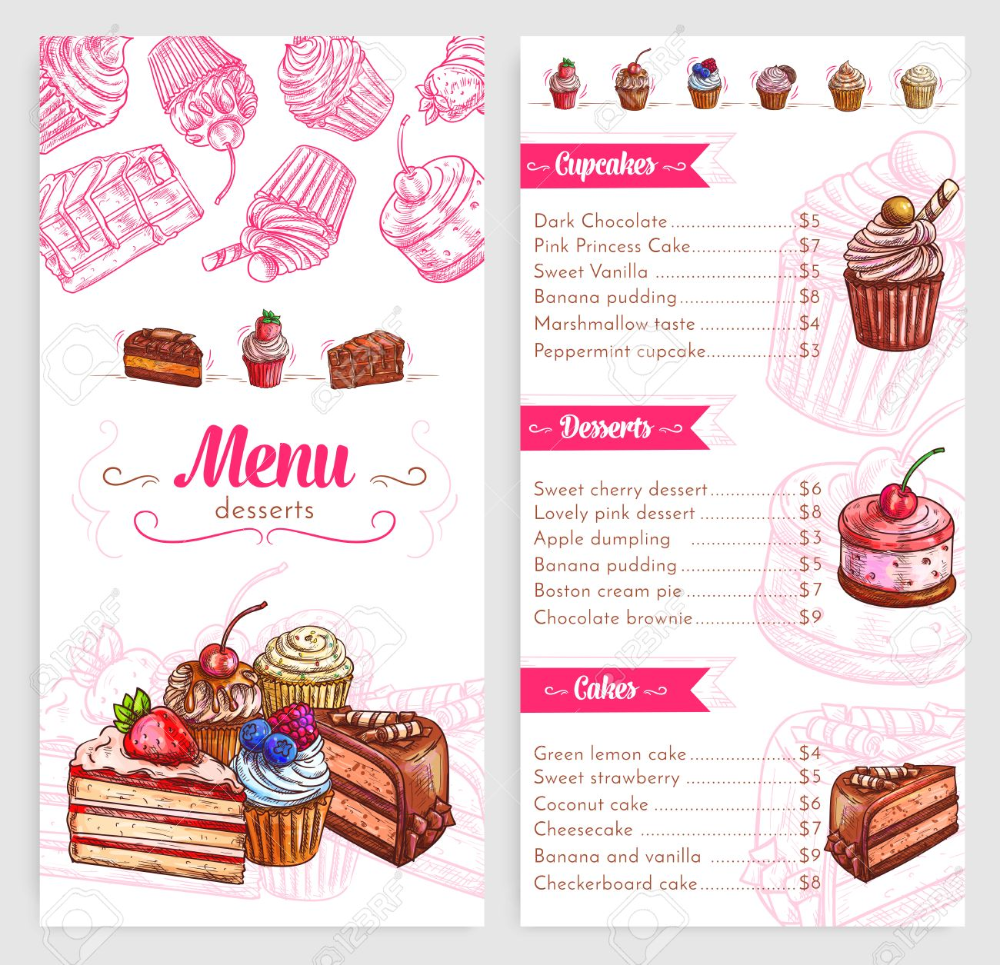 Menu
desserts
Cupcakes
Dark Chocolate....................$5
Pink Princess Cake................$7
Sweet Vanilla ......................$5
Banana pudding..................$8
Marshmallow taste ...............$4
Peppermint cupcake..............$3
Desserts
Sweet cherry dessert.............$6
Lovely pink dessert ..............$8
Apple dumpling ................$3
Banana pudding ..................$5
Boston cream pie.................$7
Chocolate brownie................$9
Cakes
Green lemon cake ................$4
Sweet strawberry .................$5
Coconut cake ......................$6
Cheesecake ........................$7
Banana and vanilla .............$9
Checkerboard cake...............$8
123RF